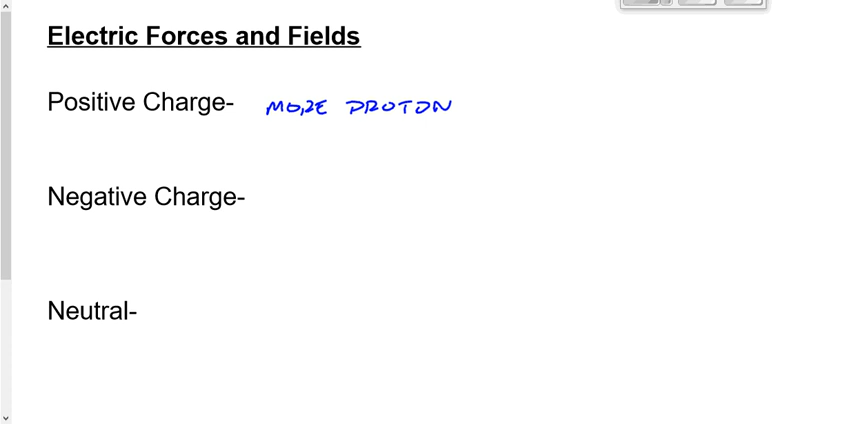 Electric Forces and Fields
Positive Charge- MORE PROTON
Negative Charge-
Neutral-